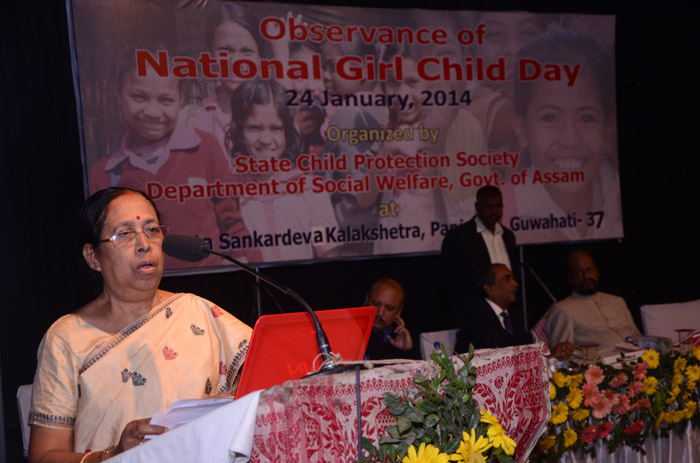 Observance of
National Girl Child Day
24 January, 2014
Organized by
State Child Protection Society
Department of Social Welfare, Govt. of Assam
at
Sankardeva Kalakshetra, Guwahati- 37